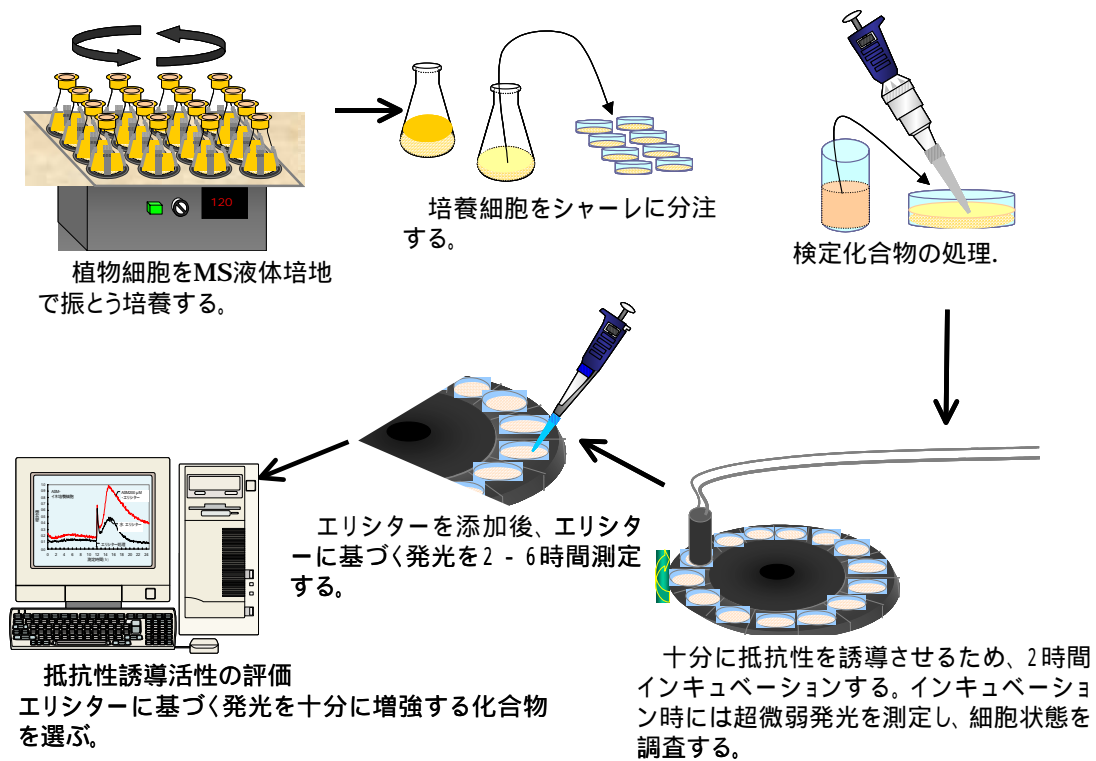 120
植物細胞をMS液体培地
で振とう培養する。
培養細胞をシャーレに分注
する。
検定化合物の処理.
十分に抵抗性を誘導させるため、2時間
インキュベーションする。インキュベーショ
ン時には超微弱発光を測定し、細胞状態を
調査する。
エリシターを添加後、エリシタ
ーに基づく発光を2 - 6時間測定
する。
抵抗性誘導活性の評価
エリシターに基づく発光を十分に増強する化合物
を選ぶ。